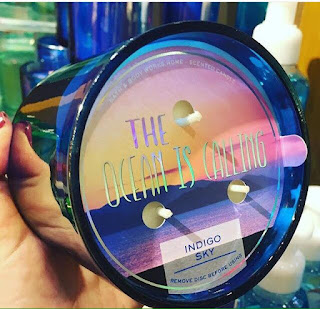 THE
OCEAN IS CALLING
INDIGO
SKY
REMOVE DISC BEFORE USING